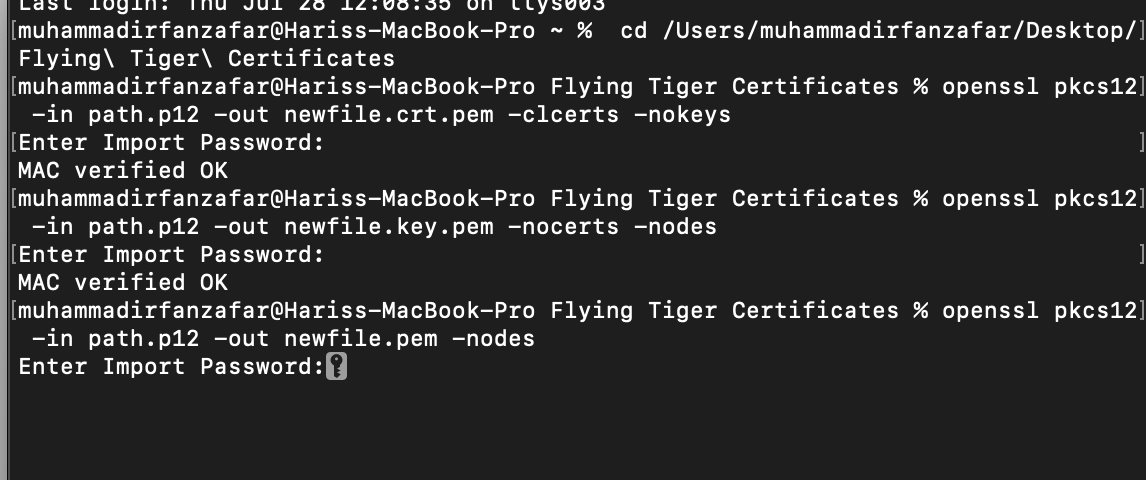 Last login: Thu Jul 28 12:08:35 on ttys003
[muhammadirfanzafar@Hariss-MacBook-Pro ~ %  cd /Users/muhammadirfanzafar/Desktop/]
Flying\ Tiger\ Certificates
[muhammadirfanzafar@Hariss-MacBook-Pro Flying Tiger Certificates % openssl pkcs12]
 -in path.p12 -out newfile.crt.pem -clcerts -nokeys
[Enter Import Password: ]
MAC verified OK
[muhammadirfanzafar@Hariss-MacBook-Pro Flying Tiger Certificates % openssl pkcs12]
 -in path.p12 -out newfile.key.pem -nocerts -nodes
[Enter Import Password: ]
MAC verified OK
[muhammadirfanzafar@Hariss-MacBook-Pro Flying Tiger Certificates % openssl pkcs12]
 -in path.p12 -out newfile.pem -nodes
Enter Import Password: